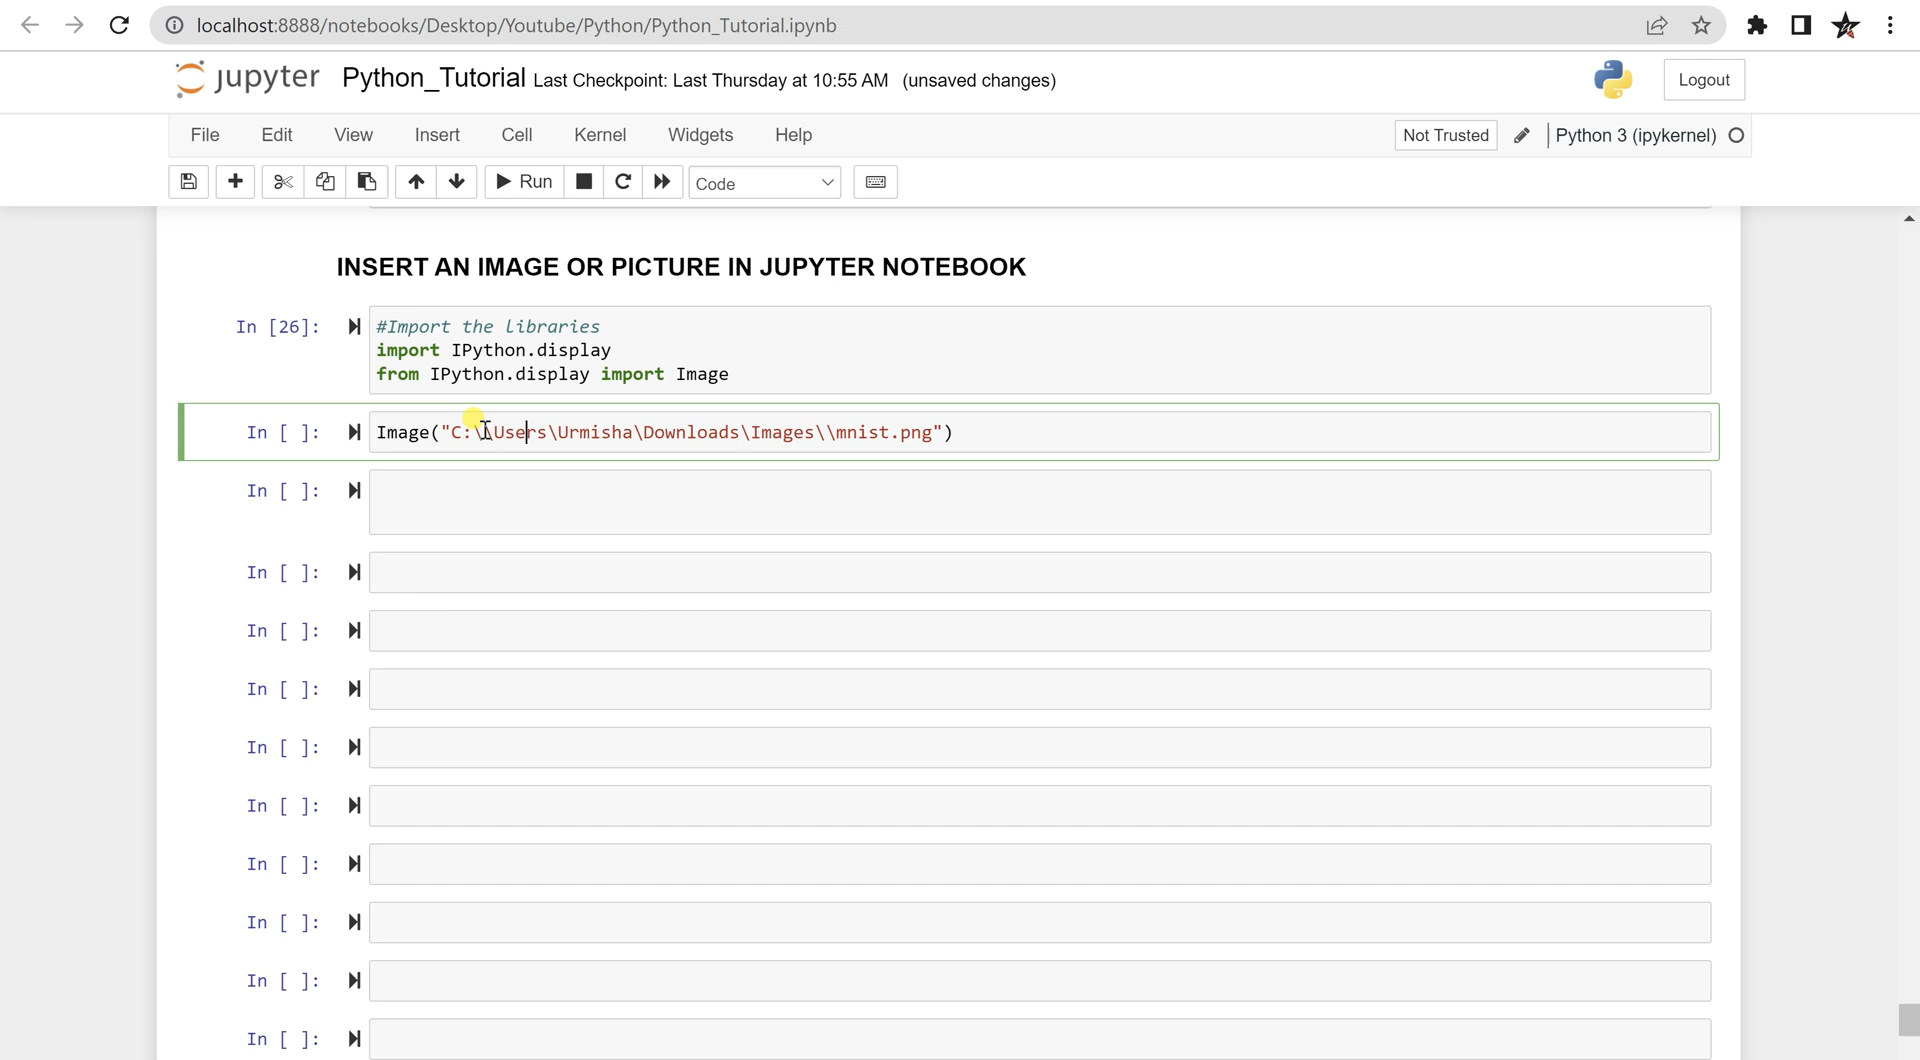 localhost:8888/notebooks/Desktop/Youtube/Python/Python_Tutorial.ipynb
jupyter Python_Tutorial Last Checkpoint: Last Thursday at 10:55 AM (unsaved changes) Logout
File Edit View Insert Cell Kernel Widgets Help Not Trusted Python 3 (ipykernel)
Run Code
INSERT AN IMAGE OR PICTURE IN JUPYTER NOTEBOOK
In [26]: #Import the libraries
import IPython.display
from IPython.display import Image
In [ ]: Image("C:\\Users\Urmisha\Downloads\Images\\mnist.png")
In [ ]:
In [ ]:
In [ ]:
In [ ]:
In [ ]:
In [ ]:
In [ ]:
In [ ]:
In [ ]:
In [ ]: